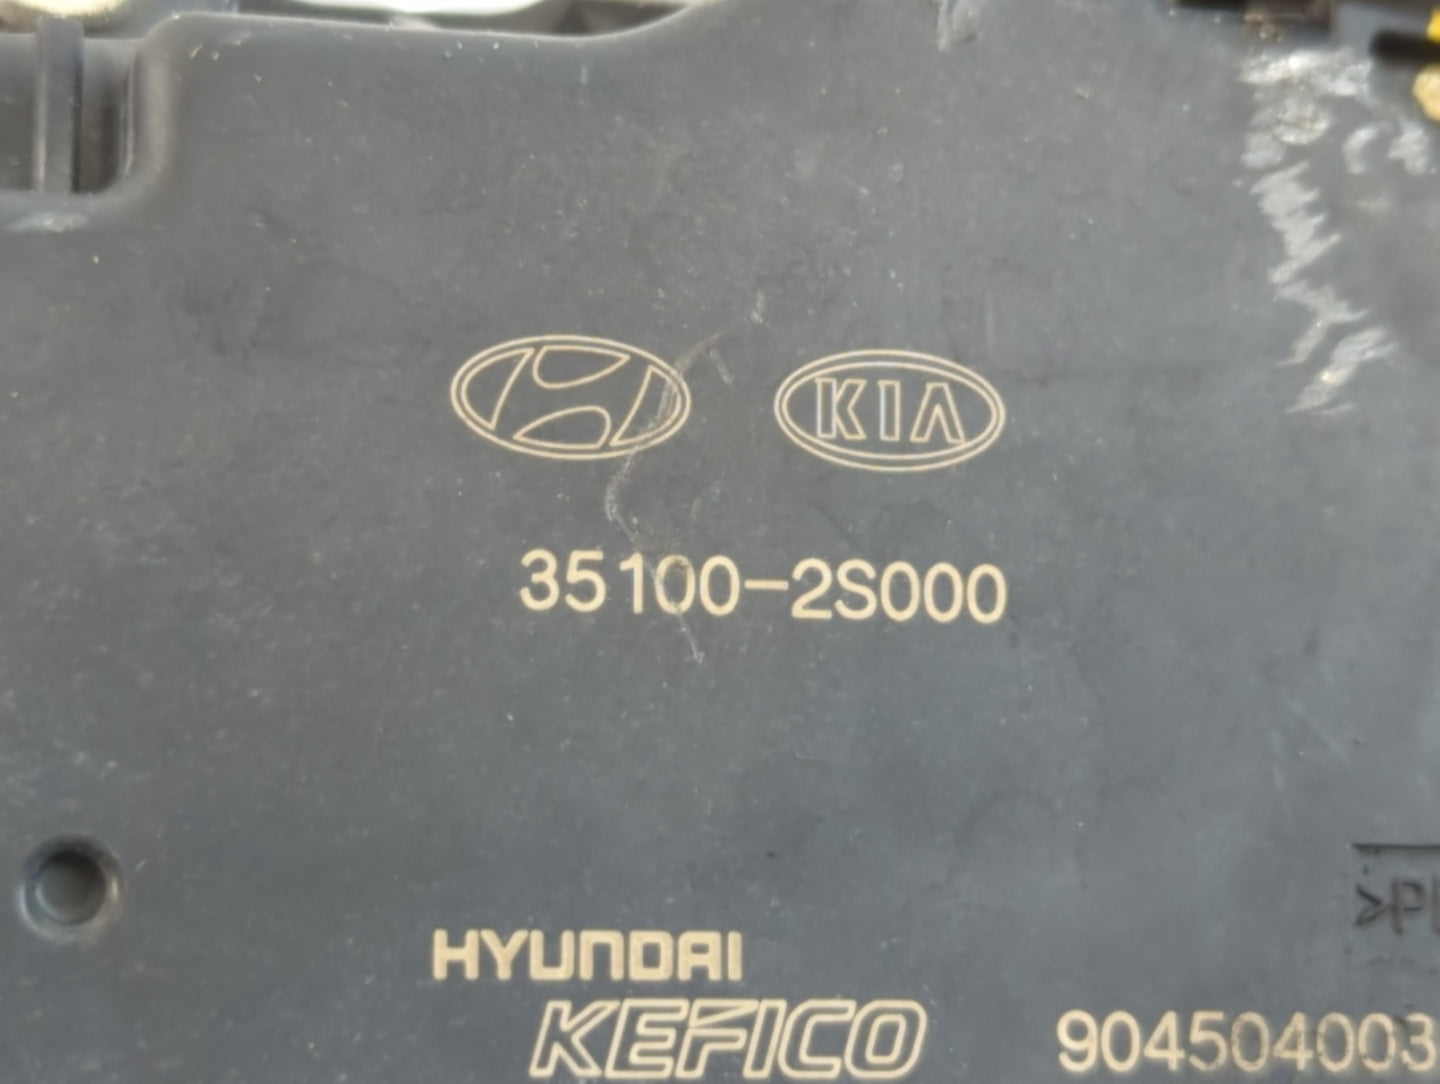 KIA
35100-2S000
HYUNDAI
KEFICO
904504003